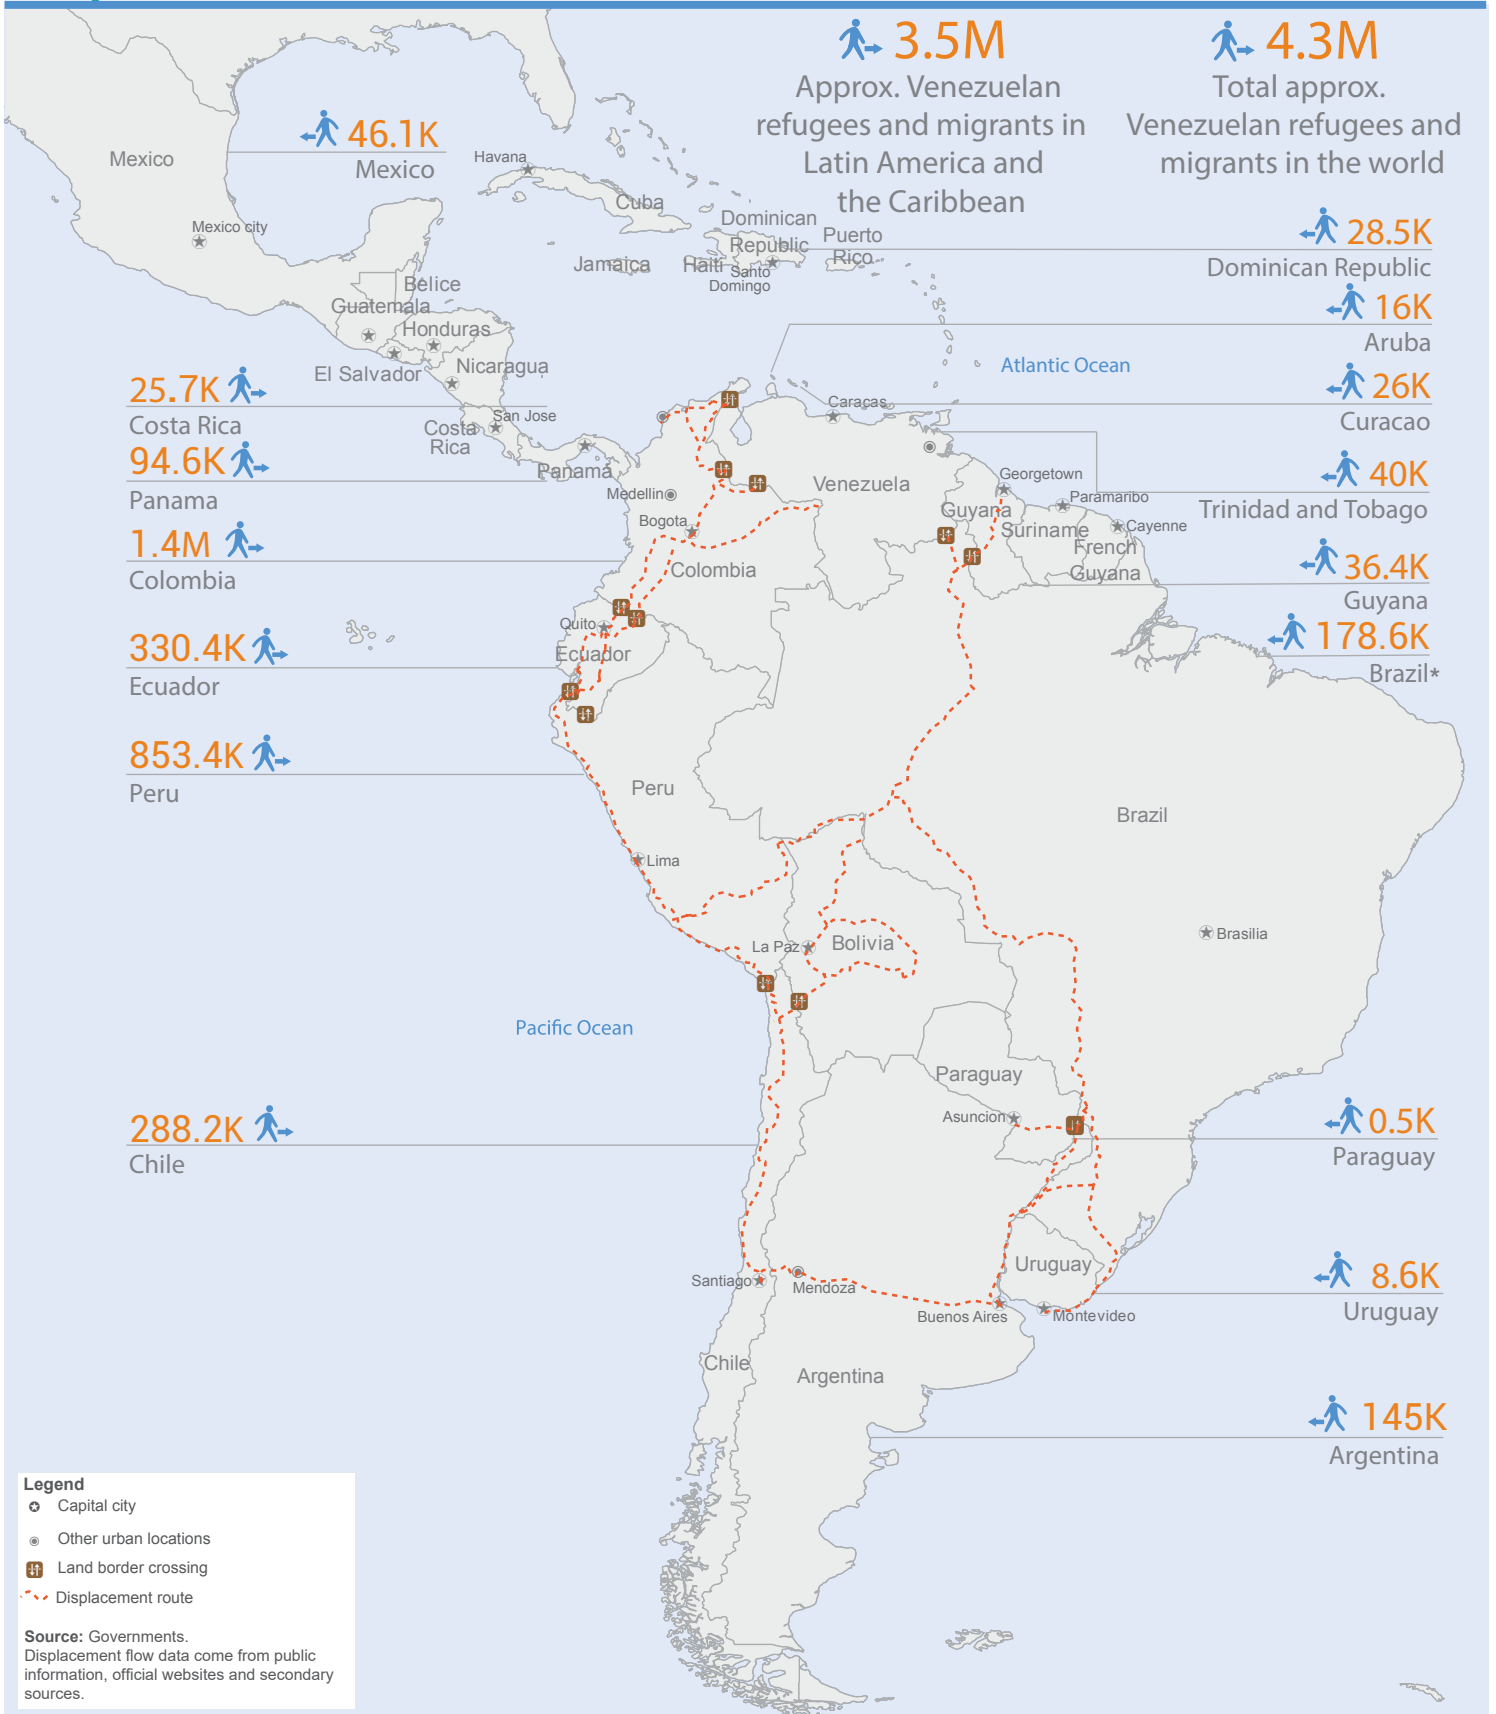 3.5M
Approx. Venezuelan
refugees and migrants in
Latin America and
the Caribbean
4.3M
Total approx.
Venezuelan refugees and
migrants in the world
46.1K
Mexico
Mexico
Mexico city
Havana
Cuba
Dominican
Republic
Puerto
Rico
Jamaica
Haiti
Santo
Domingo
28.5K
Dominican Republic
Belice
Guatemala
Honduras
El Salvador
Nicaragua
16K
Aruba
Atlantic Ocean
25.7K
Costa Rica
Costa
Rica
San Jose
Caracas
26K
Curacao
94.6K
Panama
Panamá
Medellin
Venezuela
Georgetown
Paramaribo
40K
Trinidad and Tobago
1.4M
Colombia
Bogota
Colombia
Guyana
Suriname
Cayenne
French
Guyana
36.4K
Guyana
330.4K
Ecuador
Quito
Ecuador
178.6K
Brazil*
853.4K
Peru
Peru
Brazil
Lima
La Paz
Bolivia
Brasilia
Pacific Ocean
Paraguay
Asuncion
288.2K
Chile
0.5K
Paraguay
Uruguay
Santiago
Mendoza
Buenos Aires
Montevideo
8.6K
Uruguay
Chile
Argentina
145K
Argentina
Legend
Capital city
Other urban locations
Land border crossing
Displacement route
Source: Governments.
Displacement flow data come from public
information, official websites and secondary
sources.